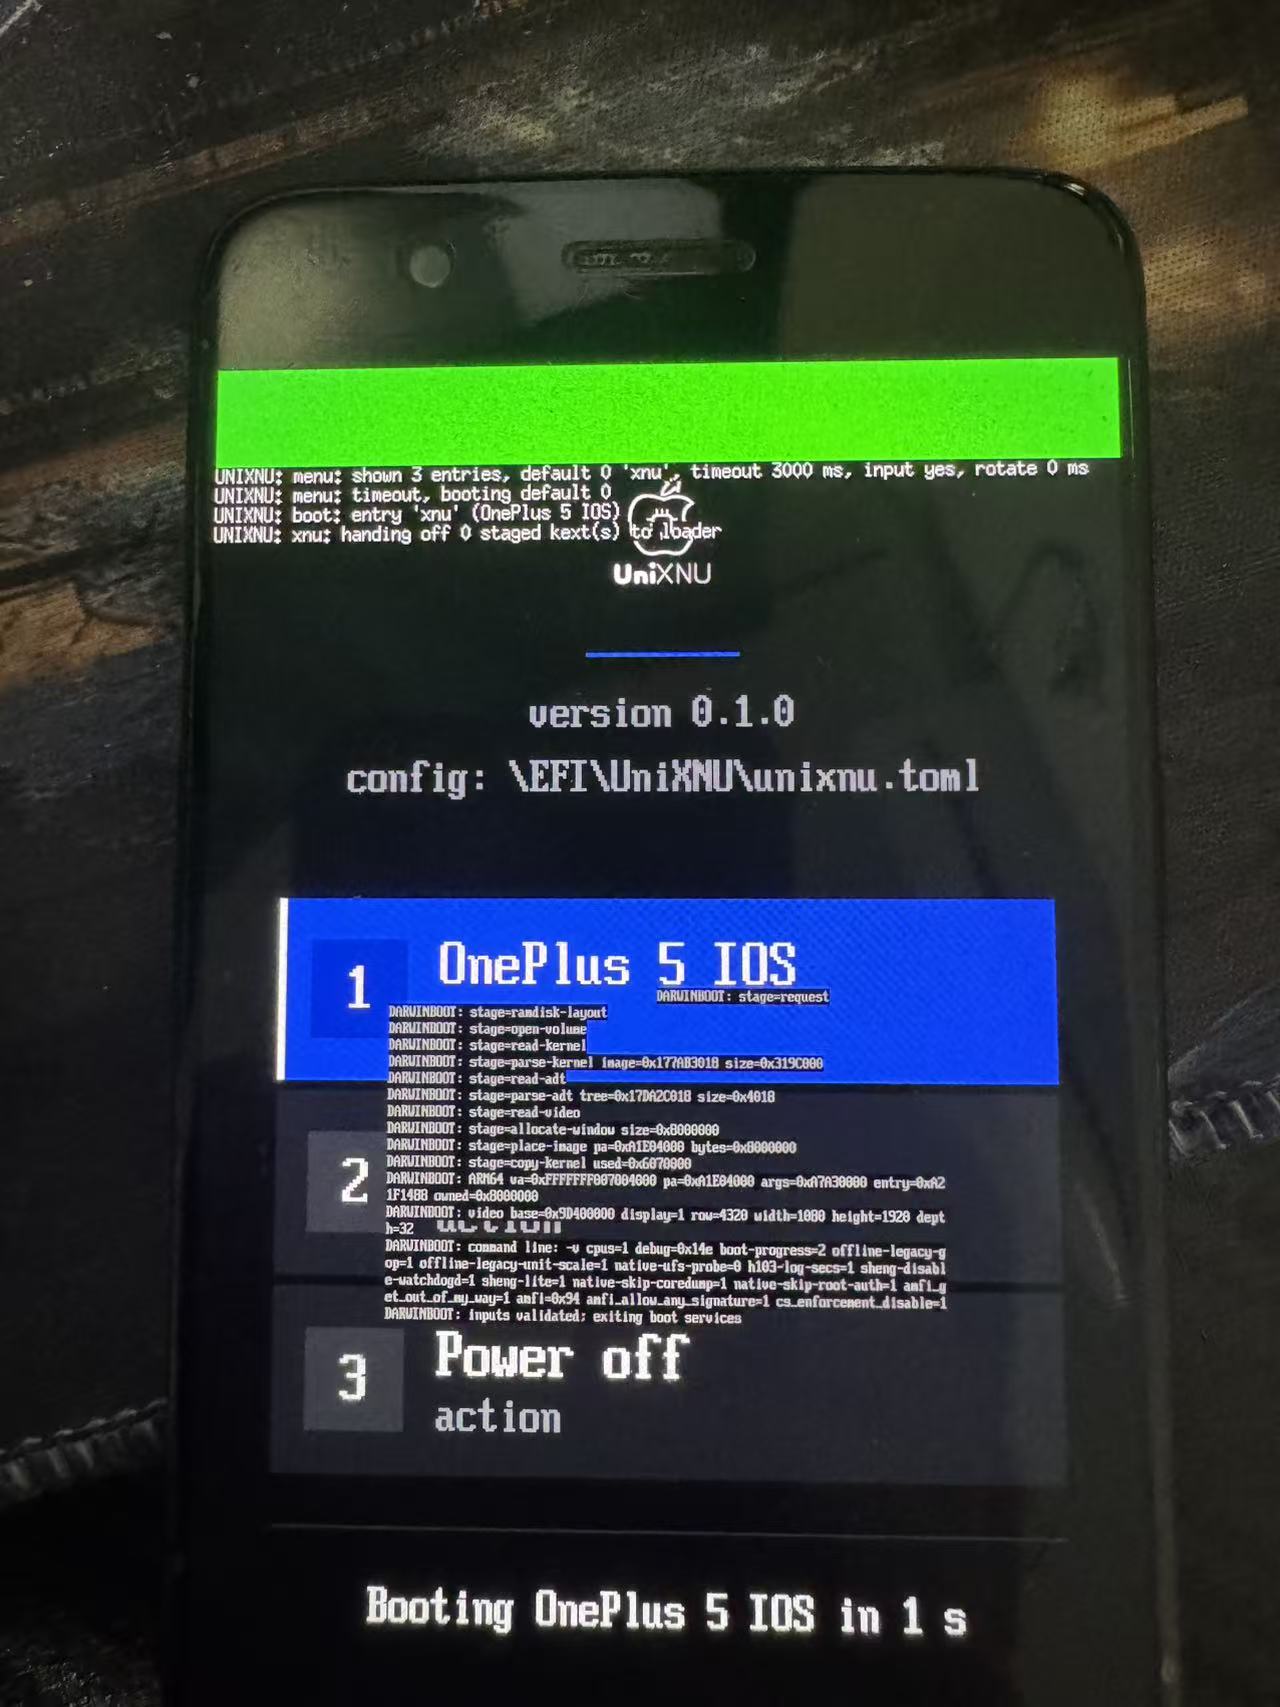 UNIXNU: menu: shown 3 entries, default 0 'xnu', timeout 3000 ms, input yes, rotate 0 ms
UNIXNU: menu: timeout, booting default 0
UNIXNU: boot: entry 'xnu' (OnePlus 5 IOS)
UNIXNU: xnu: handing off 0 staged kext(s) to loader
UniXNU
version 0.1.0
config: \EFI\UniXNU\unixnu.toml
1
OnePlus 5 IOS
DARWINBOOT: stage=request
DARWINBOOT: stage=ramdisk-layout
DARWINBOOT: stage=open-volume
DARWINBOOT: stage=read-kernel
DARWINBOOT: stage=parse-kernel image=0x177AB3018 size=0x319C000
DARWINBOOT: stage=read-adt
DARWINBOOT: stage=parse-adt tree=0x17DA2C018 size=0x4018
DARWINBOOT: stage=read-video
DARWINBOOT: stage=allocate-window size=0x8000000
DARWINBOOT: stage=place-image pa=0xA1E04000 bytes=0x8000000
DARWINBOOT: stage=copy-kernel used=0x6070000
2
DARWINBOOT: ARM64 va=0xFFFFFFF007004000 pa=0xA1E04000 args=0xA7A30000 entry=0xA2
1F1488 owned=0x8000000
DARWINBOOT: video base=0x9D400000 display=1 row=4320 width=1080 height=1920 dept
h=32
action
DARWINBOOT: command line: -v cpus=1 debug=0x14e boot-progress=2 offline-legacy-g
op=1 offline-legacy-unit-scale=1 native-ufs-probe=0 h103-log-secs=1 sheng-disabl
e-watchdogd=1 sheng-lite=1 native-skip-coredump=1 native-skip-root-auth=1 amfi_g
et_out_of_my_way=1 amfi=0x94 amfi_allow_any_signature=1 cs_enforcement_disable=1
DARWINBOOT: inputs validated; exiting boot services
3
Power off
action
Booting OnePlus 5 IOS in 1 s